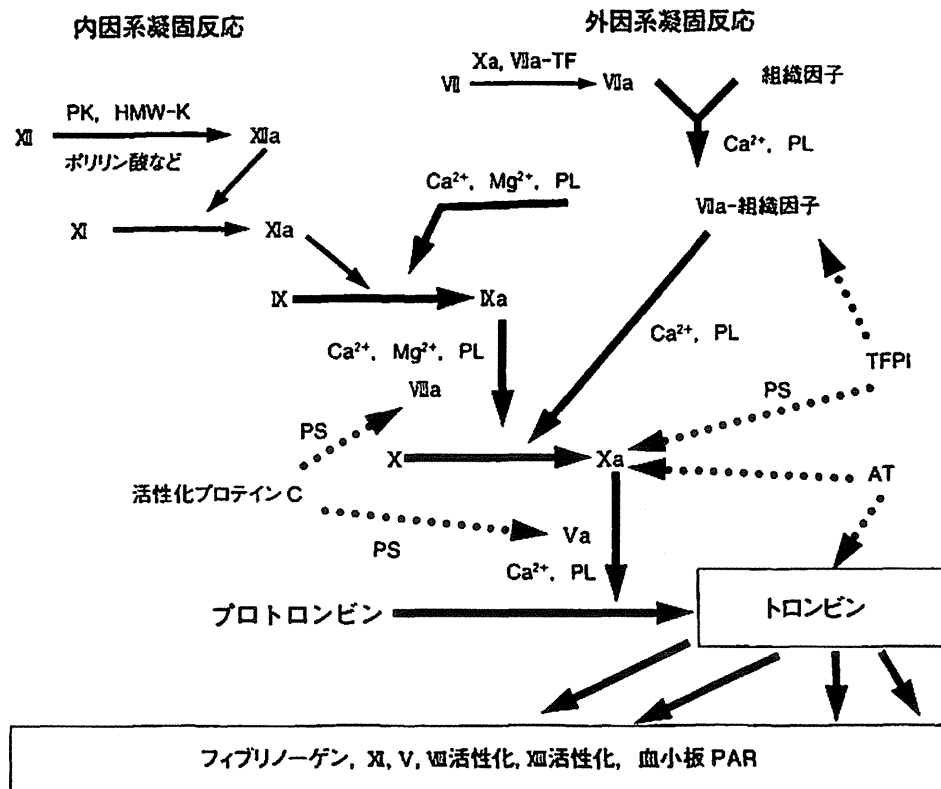 内因系凝固反応
外因系凝固反応
Xa, Ⅶa-TF
Ⅶ
Ⅶa
組織因子
PK, HMW-K
Ⅻ
Ⅻa
ポリリン酸など
Ca²⁺, PL
Ca²⁺, Mg²⁺, PL
Ⅶa-組織因子
Ⅺ
Ⅺa
Ⅸ
Ⅸa
Ca²⁺, Mg²⁺, PL
Ca²⁺, PL
TFPI
Ⅷa
PS
PS
X
Xa
AT
活性化プロテイン C
PS
Va
Ca²⁺, PL
プロトロンビン
トロンビン
フィブリノーゲン, Ⅺ, V, Ⅷ活性化, XⅢ活性化, 血小板 PAR